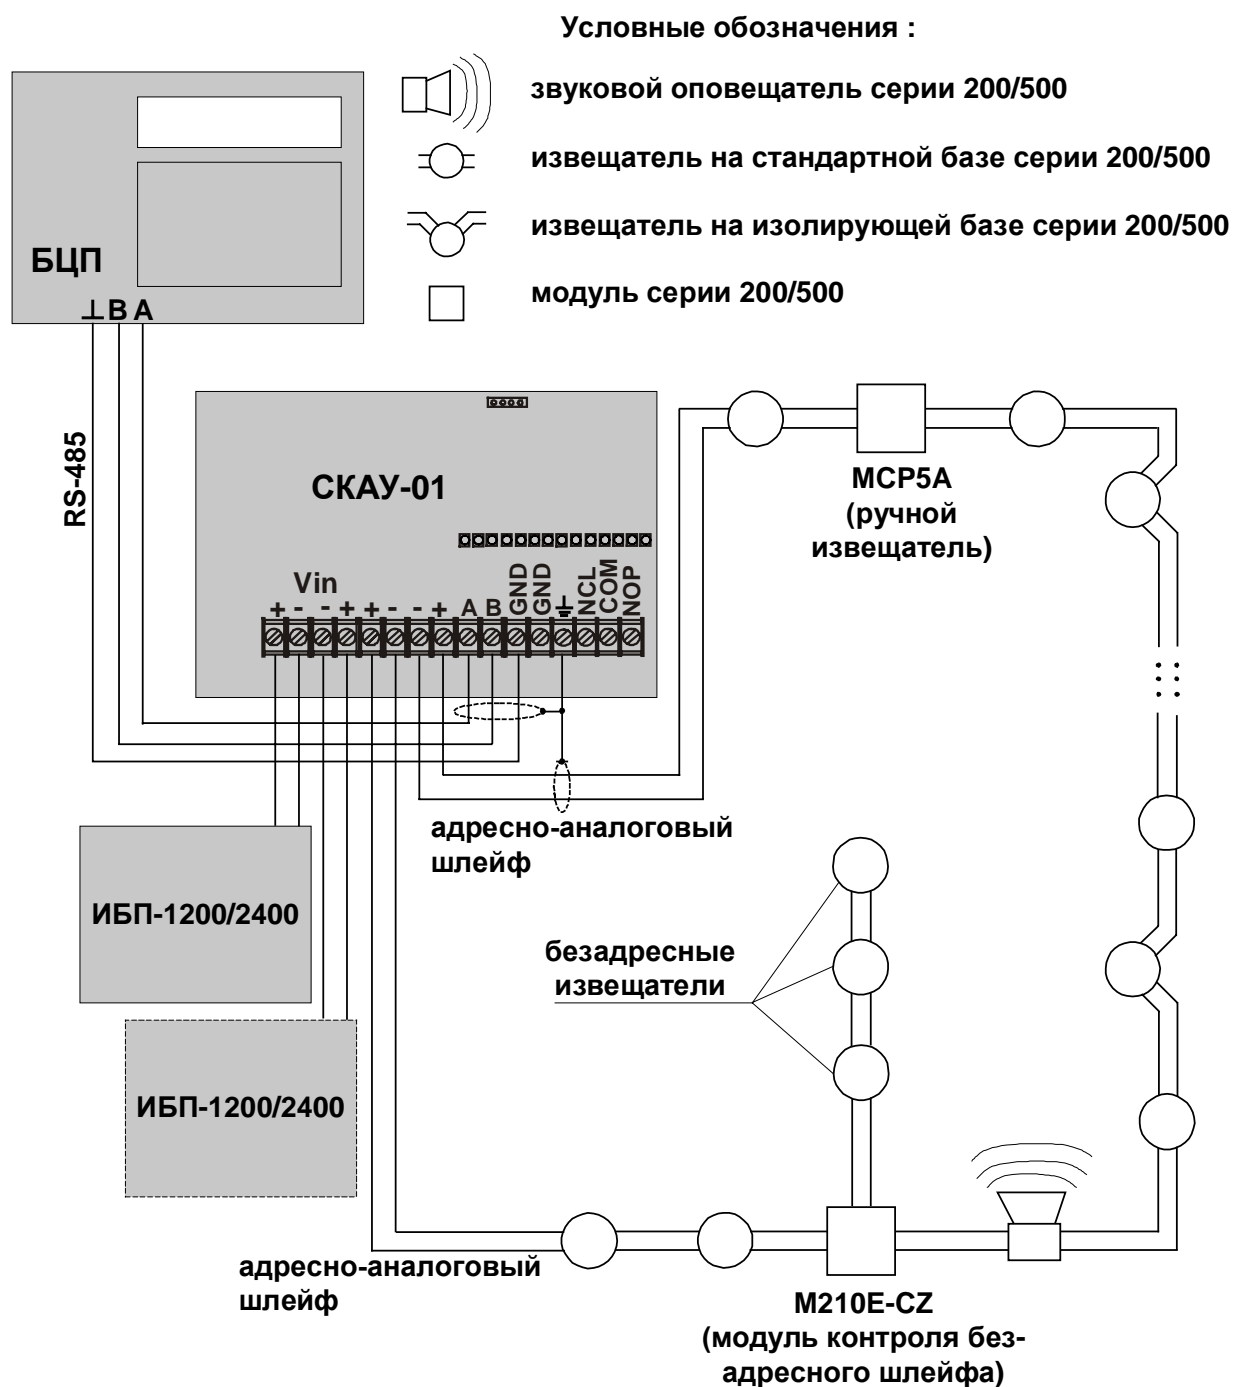 Условные обозначения :
звуковой оповещатель серии 200/500
извещатель на стандартной базе серии 200/500
извещатель на изолирующей базе серии 200/500
модуль серии 200/500
БЦП
⊥ B A
RS-485
СКАУ-01
Vin
+ - - + + - - + A B GND GND ⏚ NCL COM NOP
MCP5A
(ручной
извещатель)
адресно-аналоговый
шлейф
ИБП-1200/2400
безадресные
извещатели
ИБП-1200/2400
адресно-аналоговый
шлейф
M210E-CZ
(модуль контроля без-
адресного шлейфа)